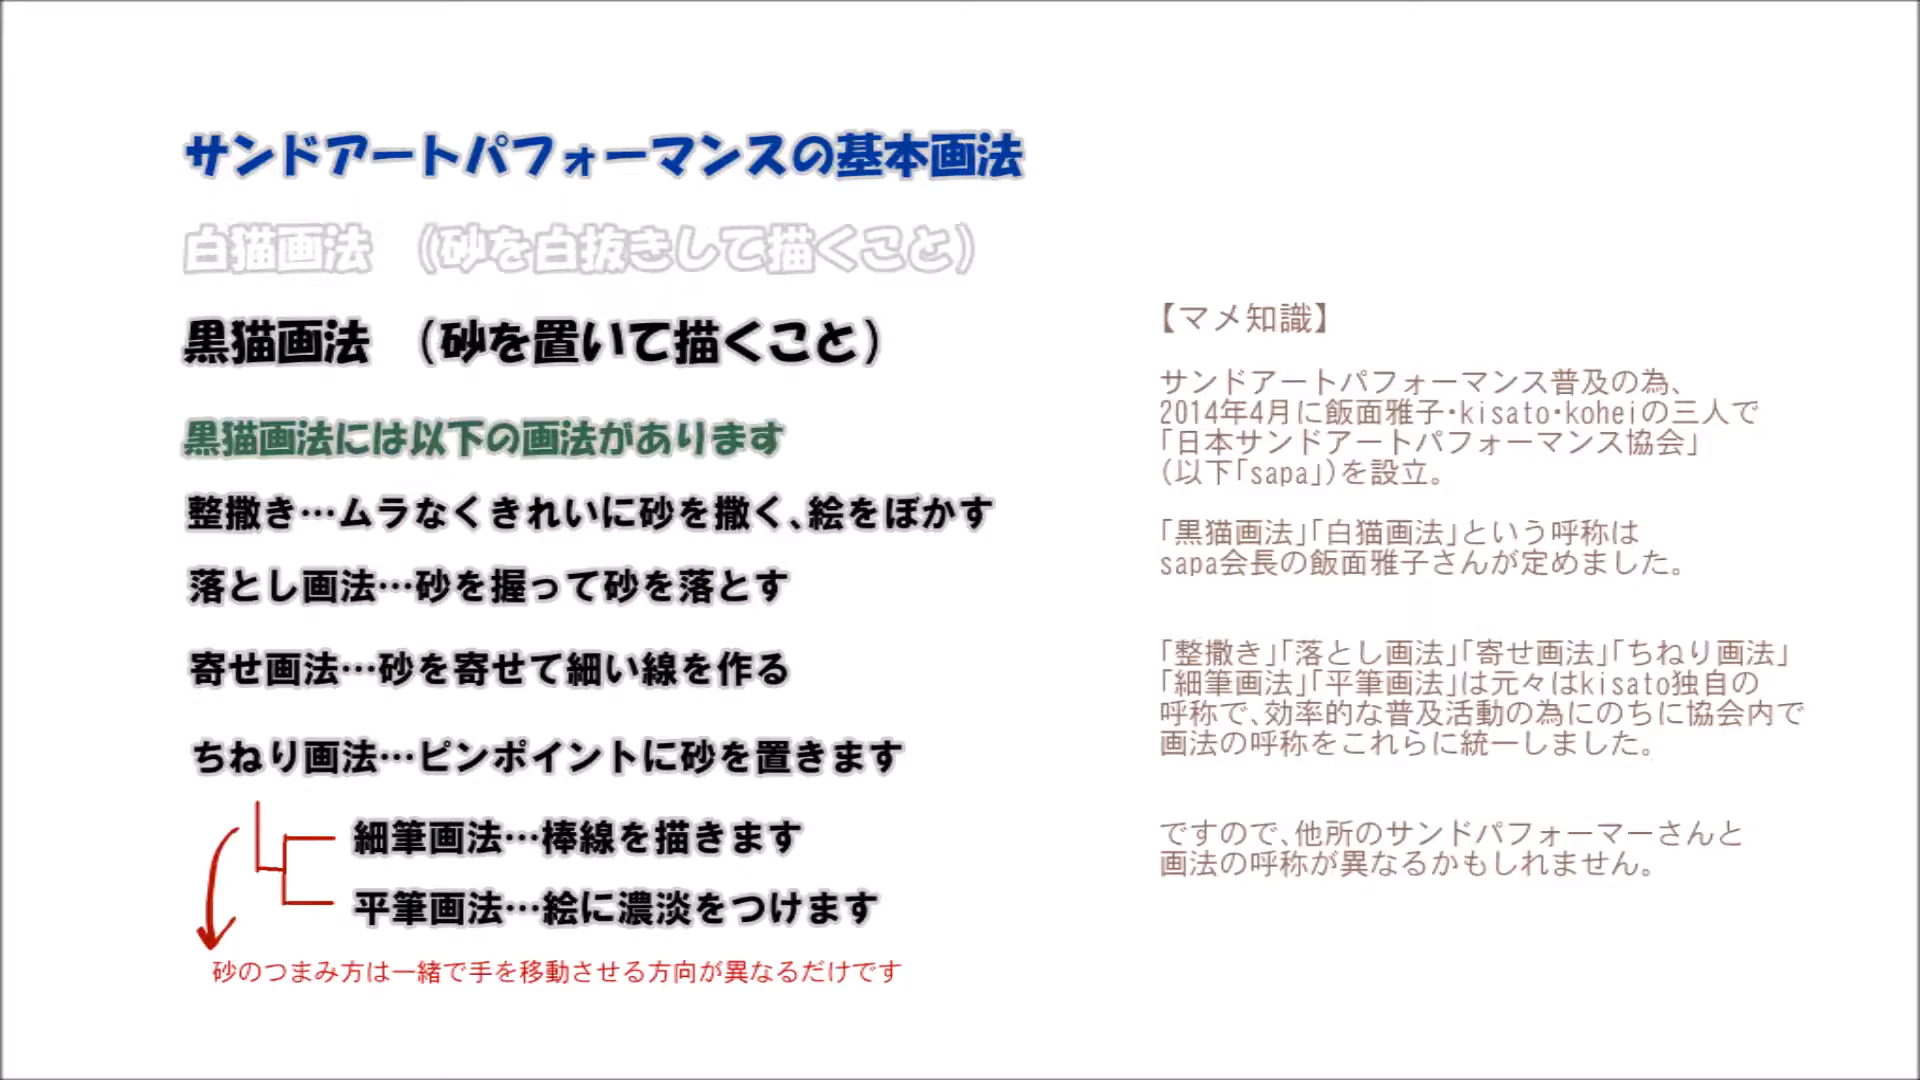 サンドアートパフォーマンスの基本画法
白猫画法 （砂を白抜きして描くこと）
黒猫画法 （砂を置いて描くこと）
黒猫画法には以下の画法があります
整撒き…ムラなくきれいに砂を撒く、絵をぼかす
落とし画法…砂を握って砂を落とす
寄せ画法…砂を寄せて細い線を作る
ちねり画法…ピンポイントに砂を置きます
細筆画法…棒線を描きます
平筆画法…絵に濃淡をつけます
砂のつまみ方は一緒で手を移動させる方向が異なるだけです
【マメ知識】
サンドアートパフォーマンス普及の為、
2014年4月に飯面雅子・kisato・koheiの三人で
「日本サンドアートパフォーマンス協会」
（以下「sapa」）を設立。
「黒猫画法」「白猫画法」という呼称は
sapa会長の飯面雅子さんが定めました。
「整撒き」「落とし画法」「寄せ画法」「ちねり画法」
「細筆画法」「平筆画法」は元々はkisato独自の
呼称で、効率的な普及活動の為にのちに協会内で
画法の呼称をこれらに統一しました。
ですので、他所のサンドパフォーマーさんと
画法の呼称が異なるかもしれません。